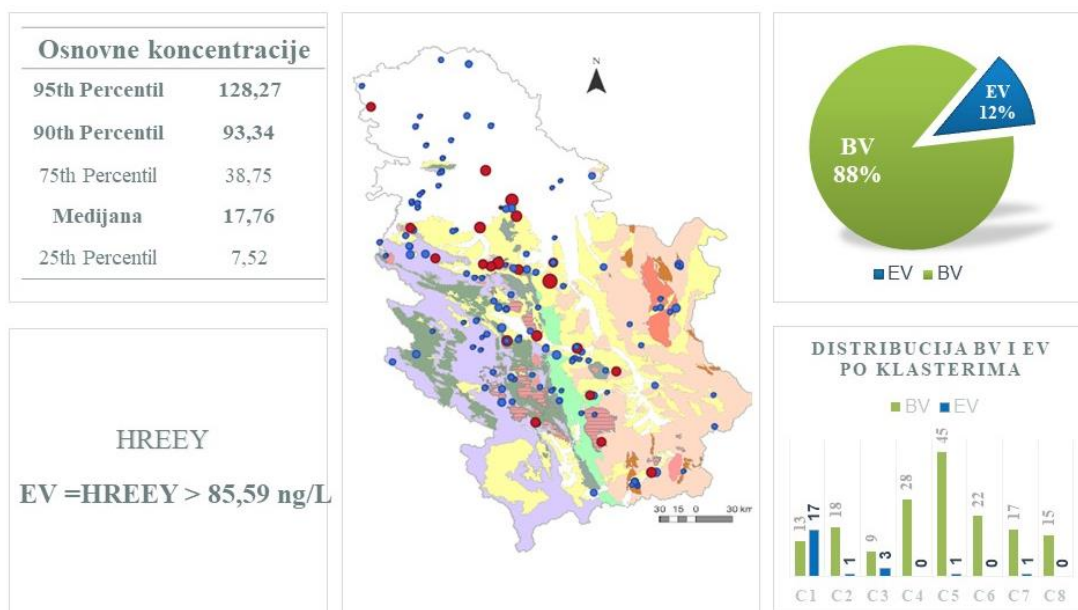 Osnovne koncentracije
95th Percentil 128,27
90th Percentil 93,34
75th Percentil 38,75
Medijana 17,76
25th Percentil 7,52
HREEY
EV =HREEY > 85,59 ng/L
N
30 15 0 30 km
EV
12%
BV
88%
EV BV
DISTRIBUCIJA BV I EV
PO KLASTERIMA
BV EV
13 17 18 1 9 3 28 0 45 1 22 0 17 1 15 0
C1 C2 C3 C4 C5 C6 C7 C8